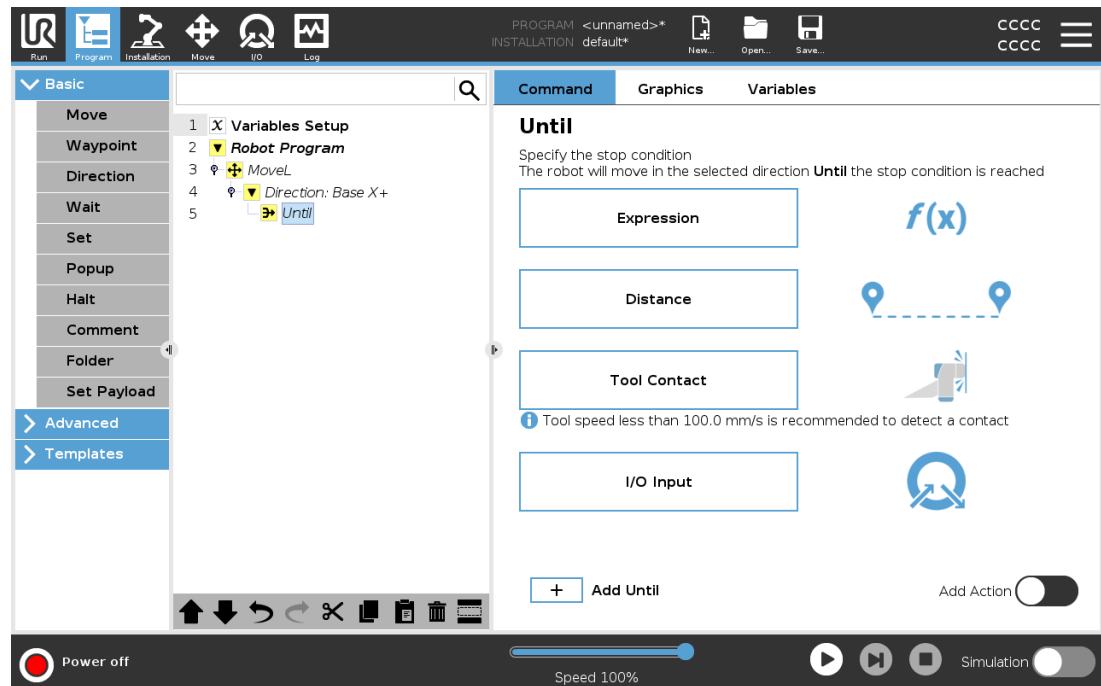 PROGRAM <unnamed>*
INSTALLATION default*
CCCC
CCCC
Run Program Installation Move I/O Log New... Open... Save...
Basic
Move
Waypoint
Direction
Wait
Set
Popup
Halt
Comment
Folder
Set Payload
Advanced
Templates
1 X Variables Setup
2 Robot Program
3 MoveL
4 Direction: Base X+
5 Until
Command Graphics Variables
Until
Specify the stop condition
The robot will move in the selected direction Until the stop condition is reached
Expression f(x)
Distance
Tool Contact
Tool speed less than 100.0 mm/s is recommended to detect a contact
I/O Input
+ Add Until Add Action
Power off
Speed 100%
Simulation